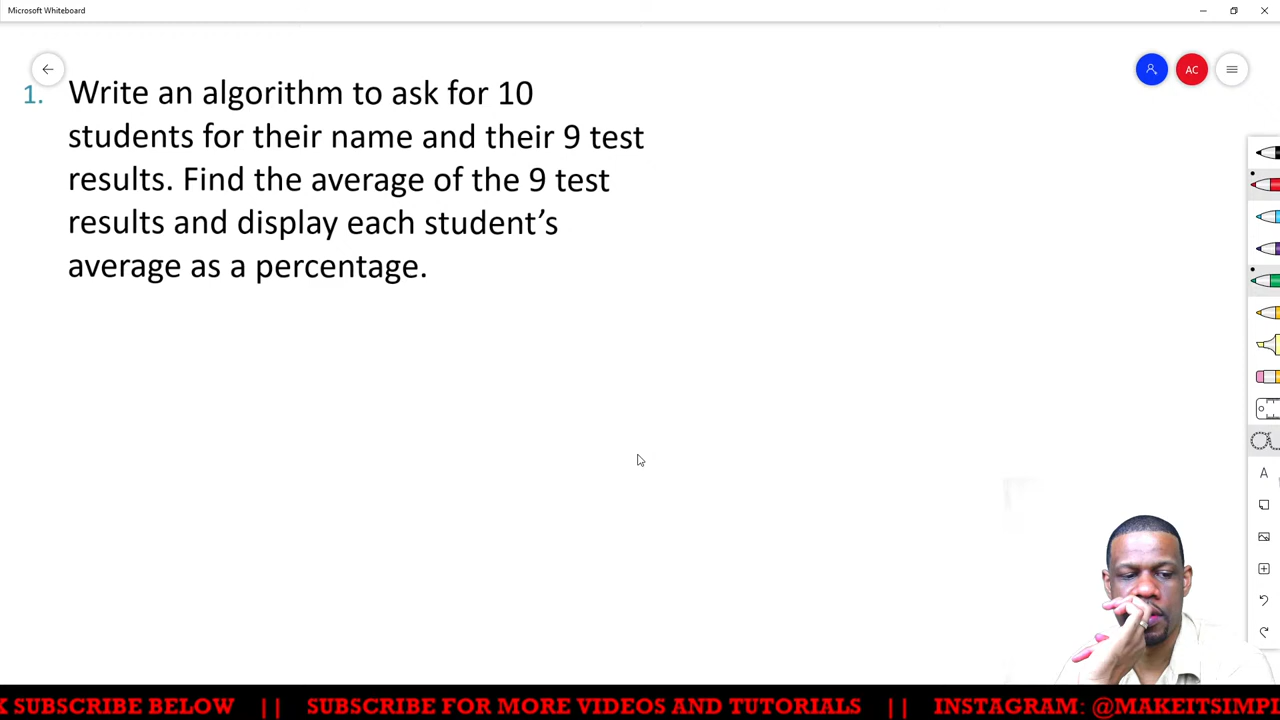 Microsoft Whiteboard
AC
1. Write an algorithm to ask for 10
students for their name and their 9 test
results. Find the average of the 9 test
results and display each student’s
average as a percentage.
A
K SUBSCRIBE BELOW || SUBSCRIBE FOR MORE VIDEOS AND TUTORIALS || INSTAGRAM: @MAKEITSIMPL